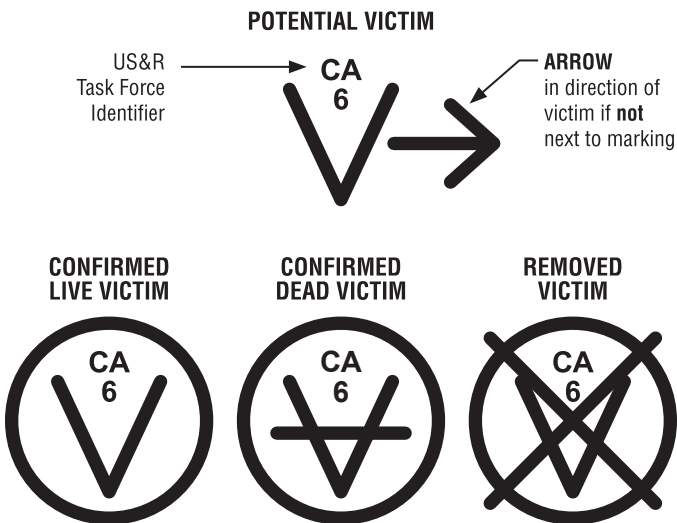 POTENTIAL VICTIM
US&R
Task Force
Identifier
CA
6
ARROW
in direction of
victim if not
next to marking
CONFIRMED
LIVE VICTIM
CA
6
CONFIRMED
DEAD VICTIM
CA
6
REMOVED
VICTIM
CA
6